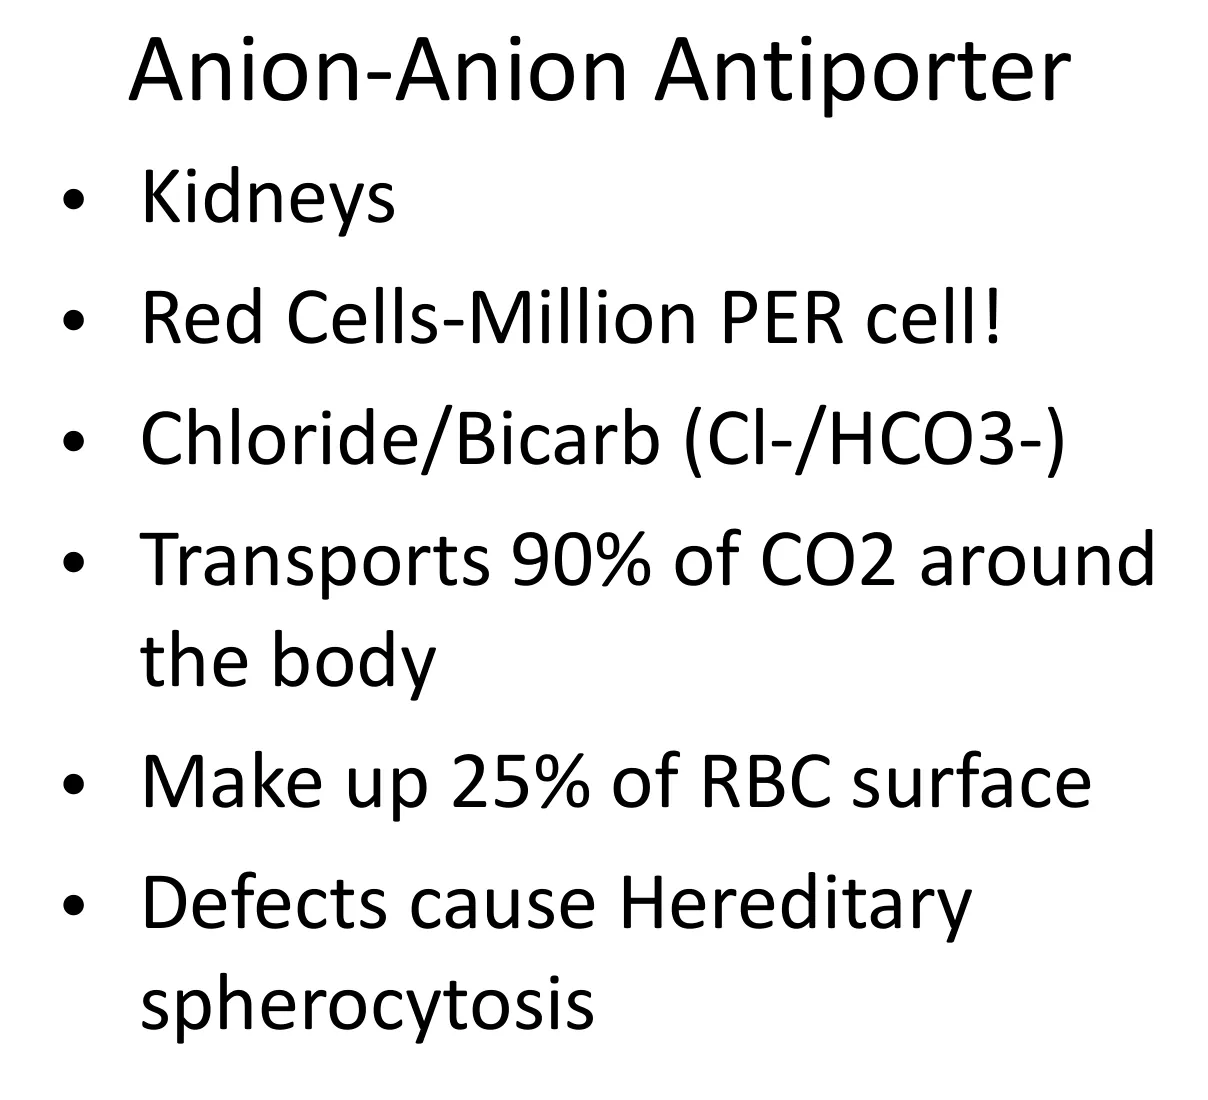 Anion-Anion Antiporter
• Kidneys
• Red Cells-Million PER cell!
• Chloride/Bicarb (Cl-/HCO3-)
• Transports 90% of CO2 around
the body
• Make up 25% of RBC surface
• Defects cause Hereditary
spherocytosis